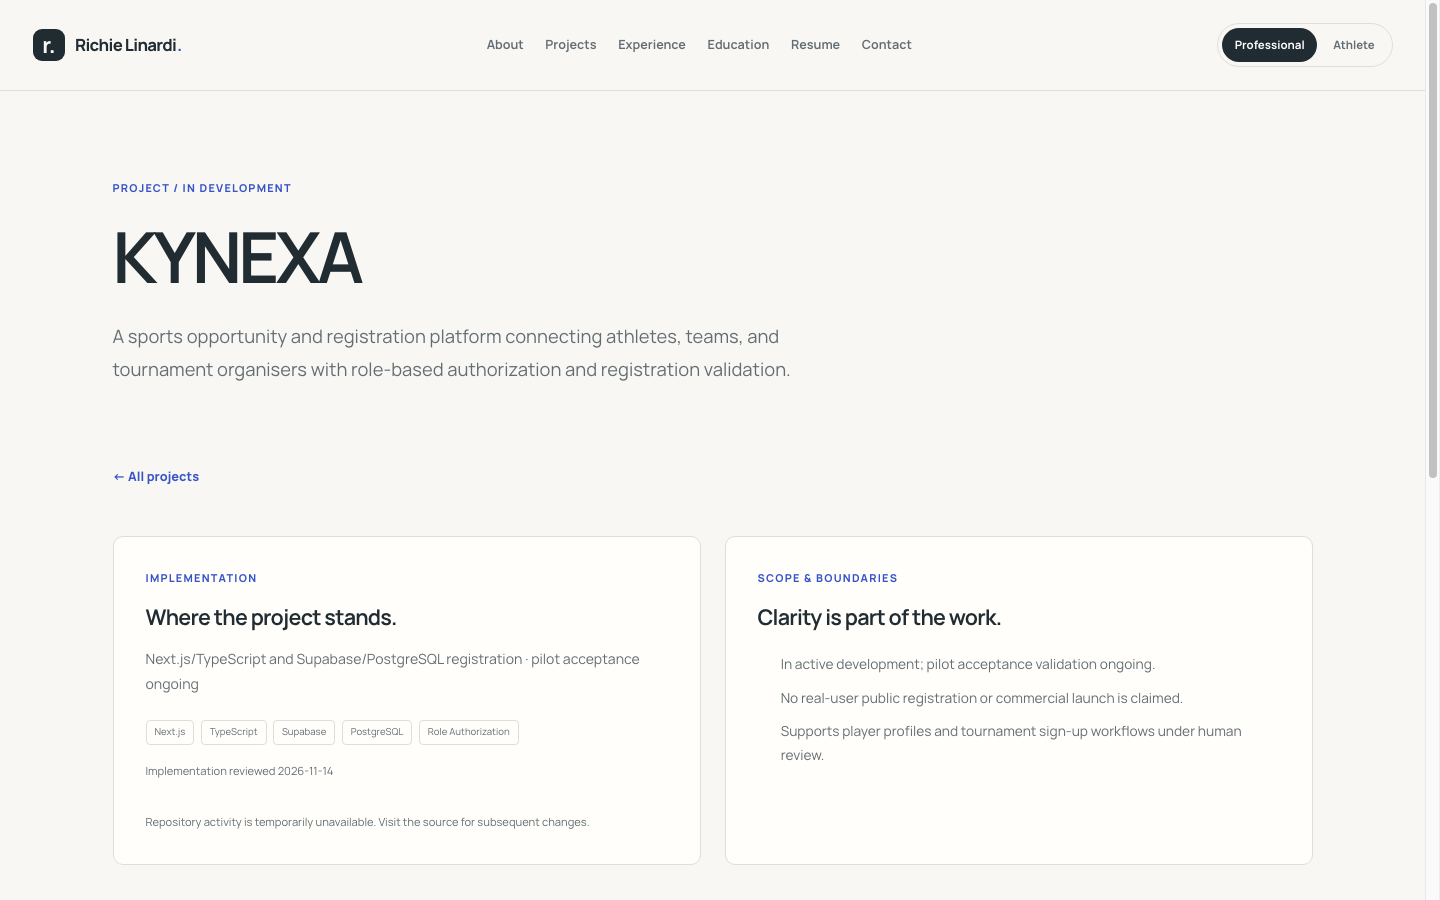 r. Richie Linardi.
About Projects Experience Education Resume Contact
Professional Athlete
PROJECT / IN DEVELOPMENT
KYNEXA
A sports opportunity and registration platform connecting athletes, teams, and
tournament organisers with role-based authorization and registration validation.
← All projects
IMPLEMENTATION
Where the project stands.
Next.js/TypeScript and Supabase/PostgreSQL registration · pilot acceptance
ongoing
Next.js TypeScript Supabase PostgreSQL Role Authorization
Implementation reviewed 2026-11-14
Repository activity is temporarily unavailable. Visit the source for subsequent changes.
SCOPE & BOUNDARIES
Clarity is part of the work.
In active development; pilot acceptance validation ongoing.
No real-user public registration or commercial launch is claimed.
Supports player profiles and tournament sign-up workflows under human
review.